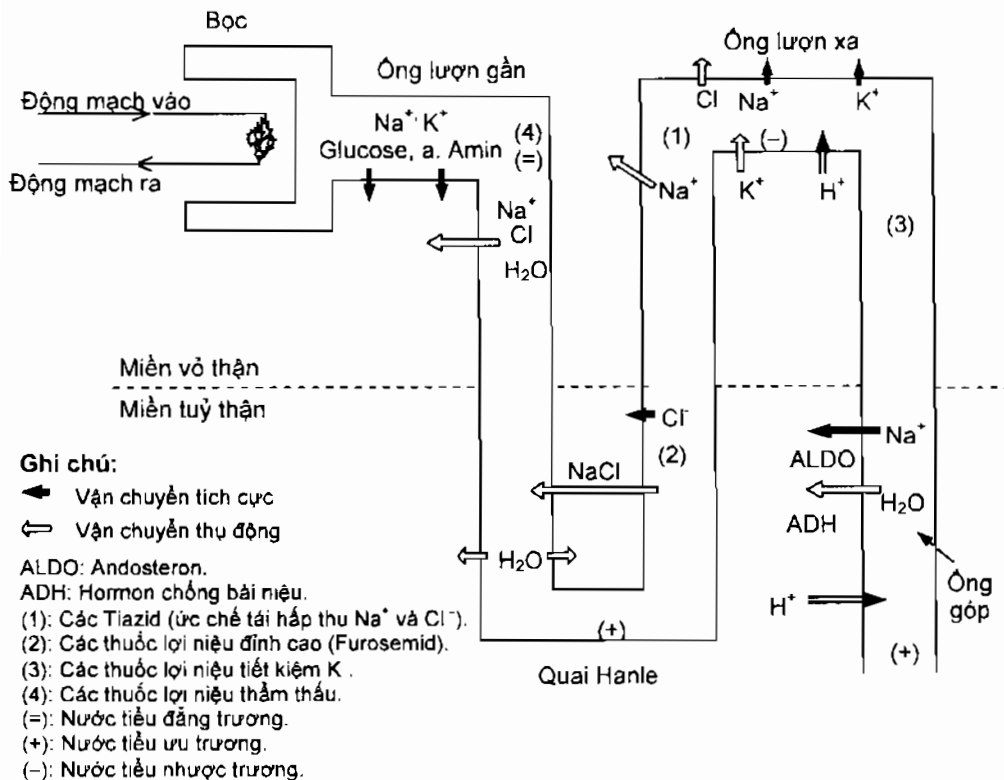 Bọc
Ống lượn gần
Ống lượn xa
Động mạch vào
Động mạch ra
Na⁺, K⁺
Glucose, a. Amin
(4)
(=)
Na⁺
Cl
H₂O
Cl
Na⁺
K⁺
(1)
(–)
Na⁺
K⁺
H⁺
(3)
Miền vỏ thận
Miền tuỷ thận
Cl⁻
(2)
NaCl
H₂O
Na⁺
ALDO
H₂O
ADH
H⁺
Ống
góp
(+)
(+)
Quai Hanle
Ghi chú:
Vận chuyển tích cực
Vận chuyển thụ động
ALDO: Andosteron.
ADH: Hormon chống bài niệu.
(1): Các Tiazid (ức chế tái hấp thu Na⁺ và Cl⁻).
(2): Các thuốc lợi niệu đỉnh cao (Furosemid).
(3): Các thuốc lợi niệu tiết kiệm K .
(4): Các thuốc lợi niệu thẩm thấu.
(=): Nước tiểu đẳng trương.
(+): Nước tiểu ưu trương.
(–): Nước tiểu nhược trương.